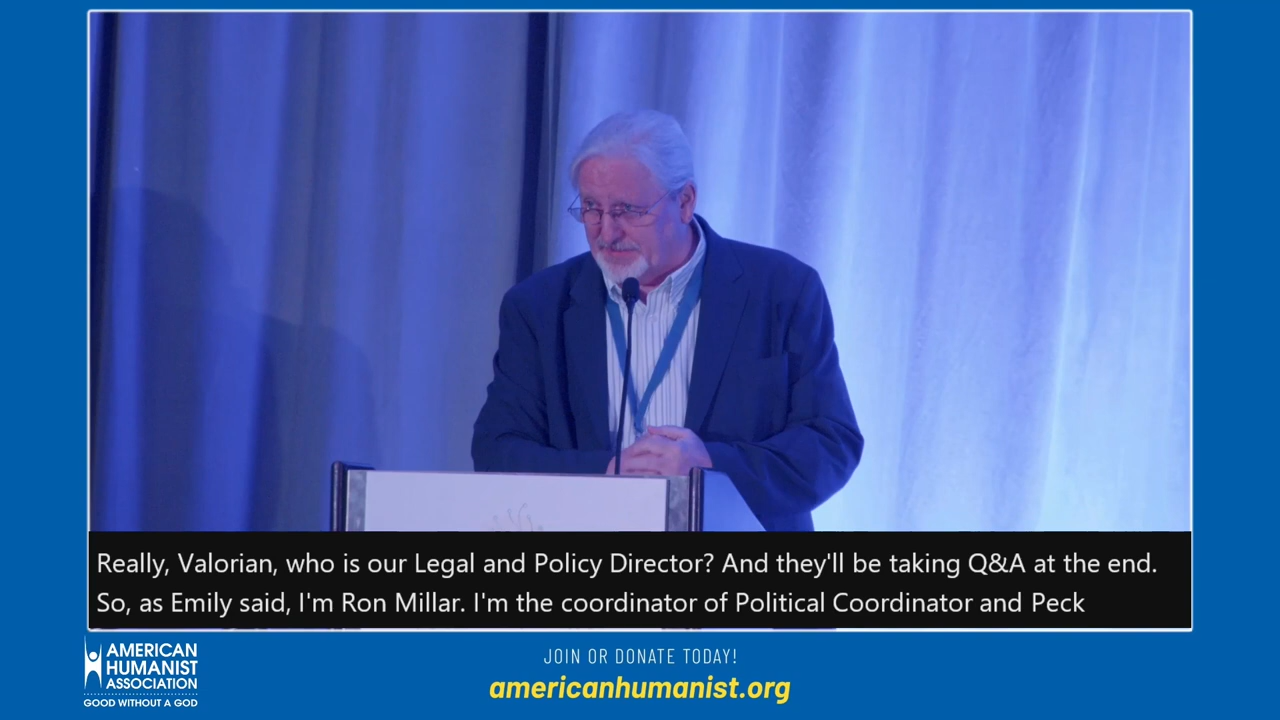 Really, Valorian, who is our Legal and Policy Director? And they'll be taking Q&A at the end.
So, as Emily said, I'm Ron Millar. I'm the coordinator of Political Coordinator and Peck
AMERICAN
HUMANIST
ASSOCIATION
GOOD WITHOUT A GOD
JOIN OR DONATE TODAY!
americanhumanist.org